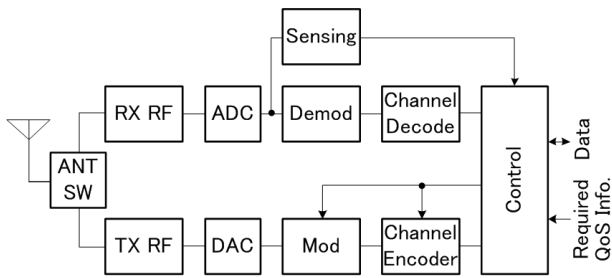 Sensing
RX RF
ADC
Demod
Channel
Decode
ANT
SW
Control
Data
Required
QoS Info.
TX RF
DAC
Mod
Channel
Encoder